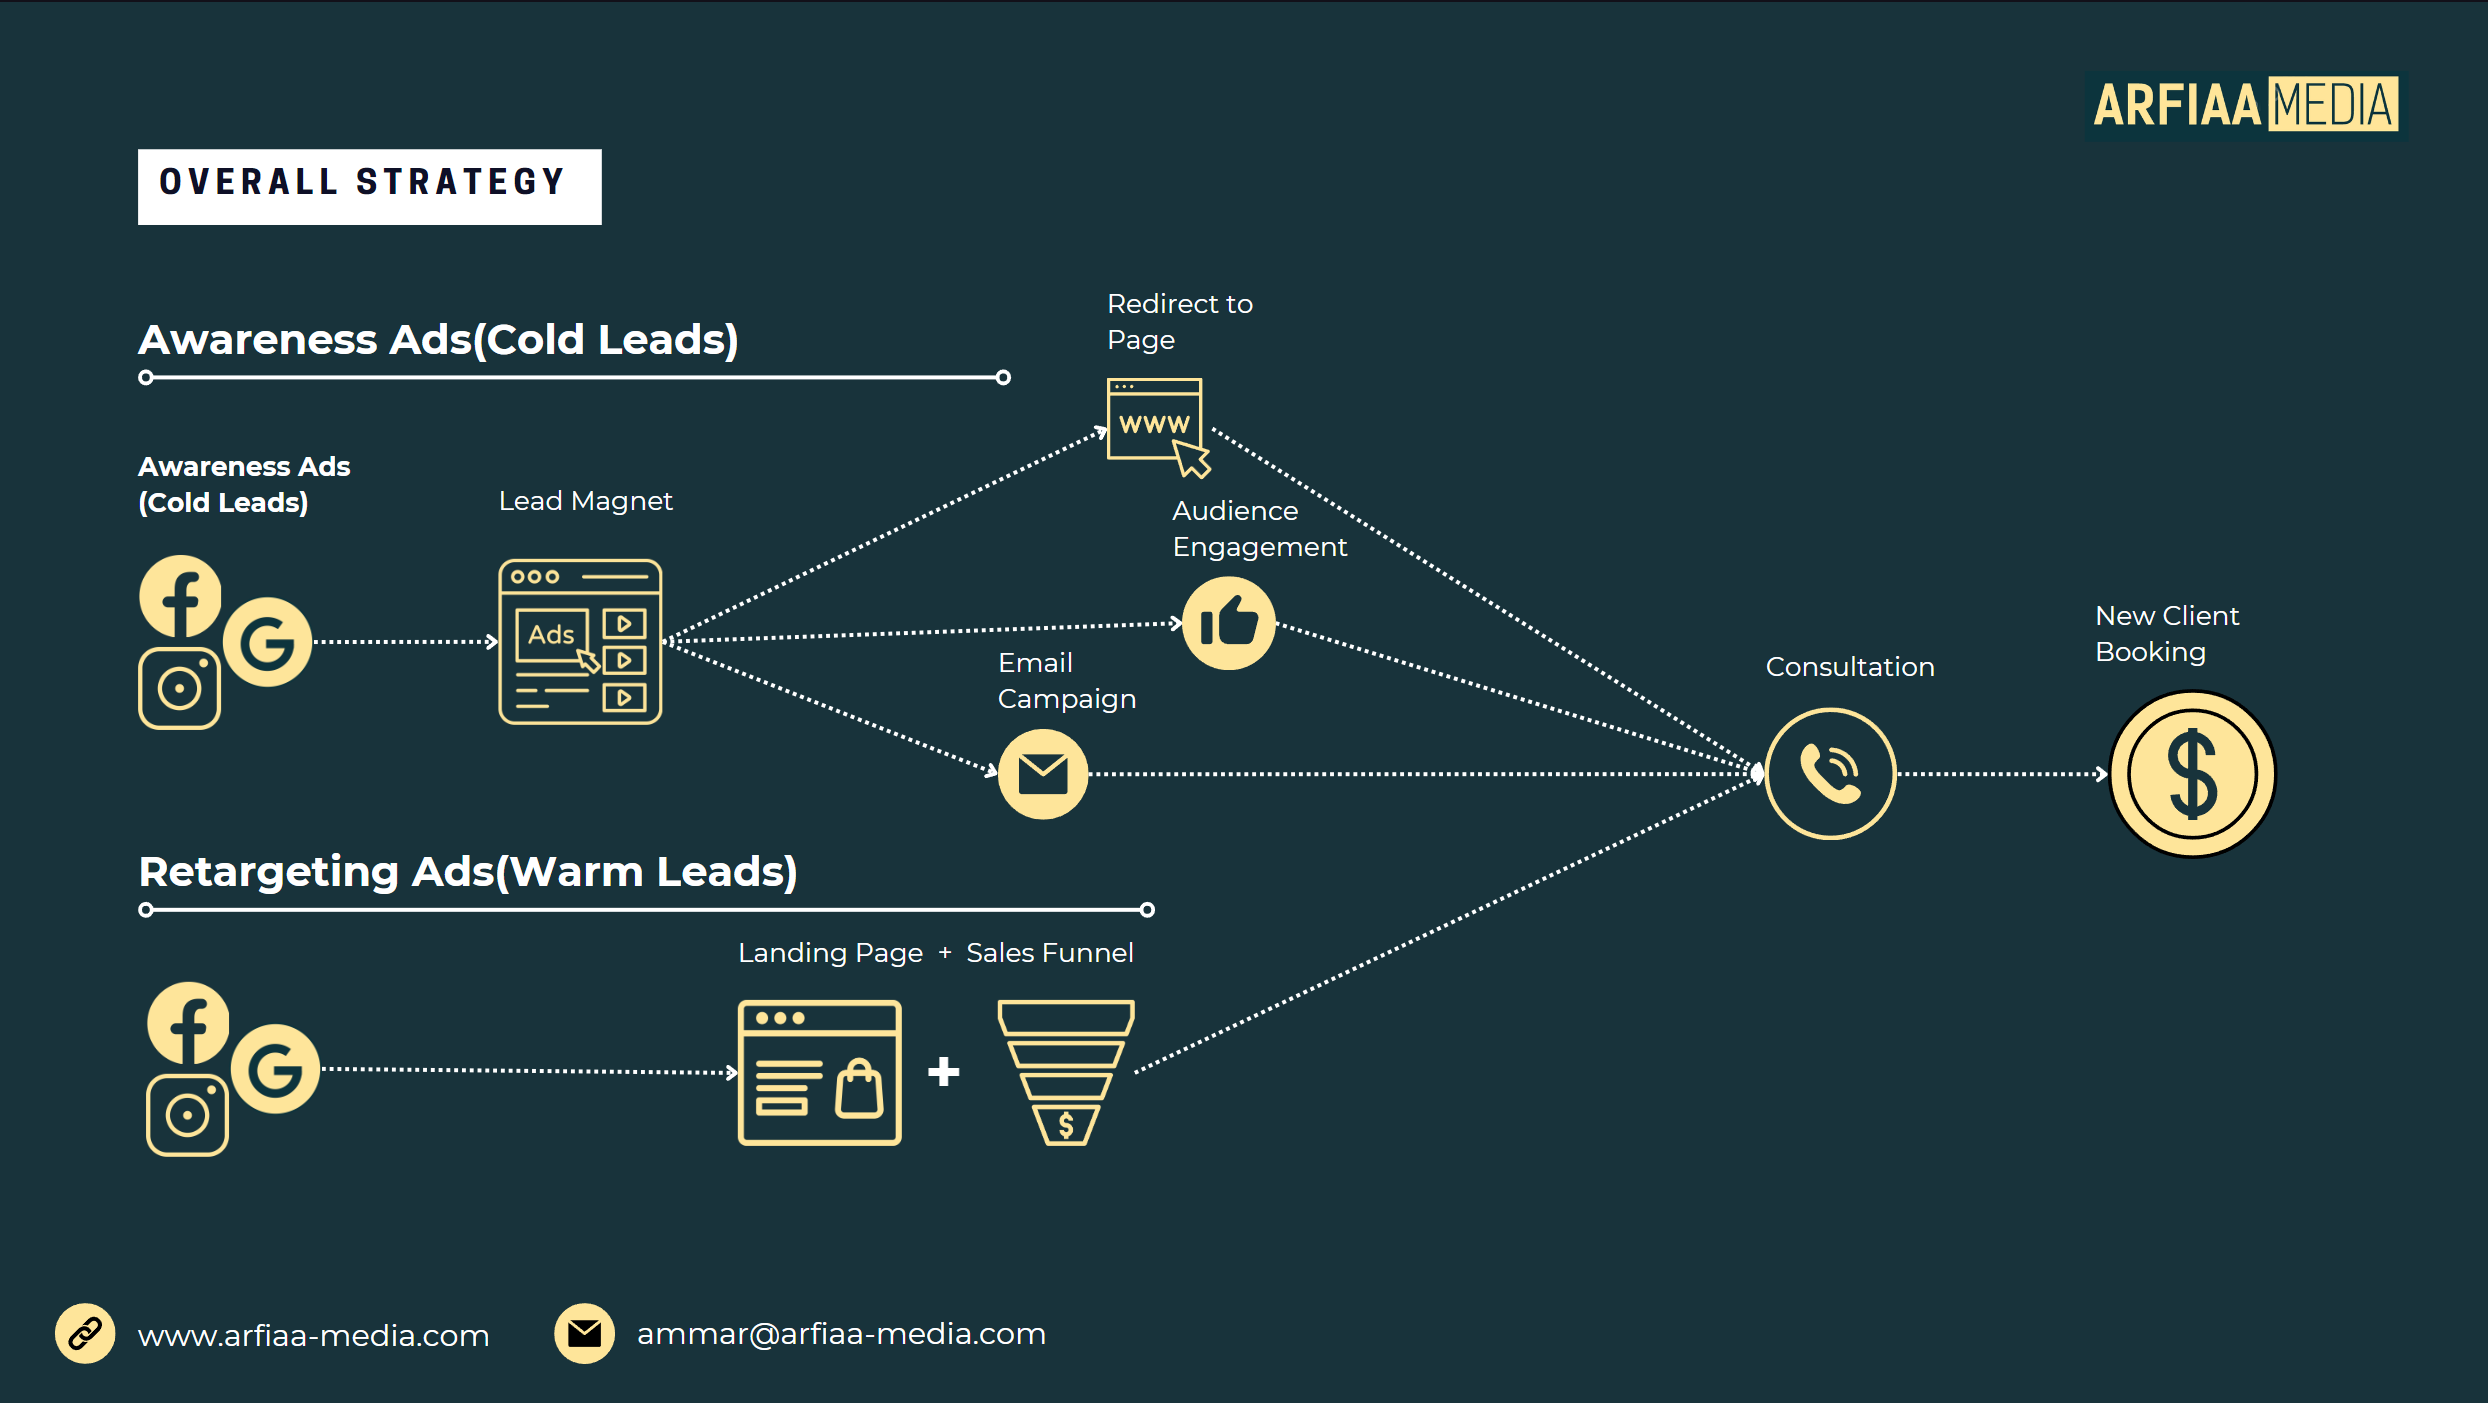 ARFIAA MEDIA
OVERALL STRATEGY
Awareness Ads(Cold Leads)
Redirect to
Page
www
Awareness Ads
(Cold Leads)
Lead Magnet
Ads
Audience
Engagement
Email
Campaign
Consultation
New Client
Booking
$
Retargeting Ads(Warm Leads)
Landing Page + Sales Funnel
+
$
www.arfiaa-media.com
ammar@arfiaa-media.com